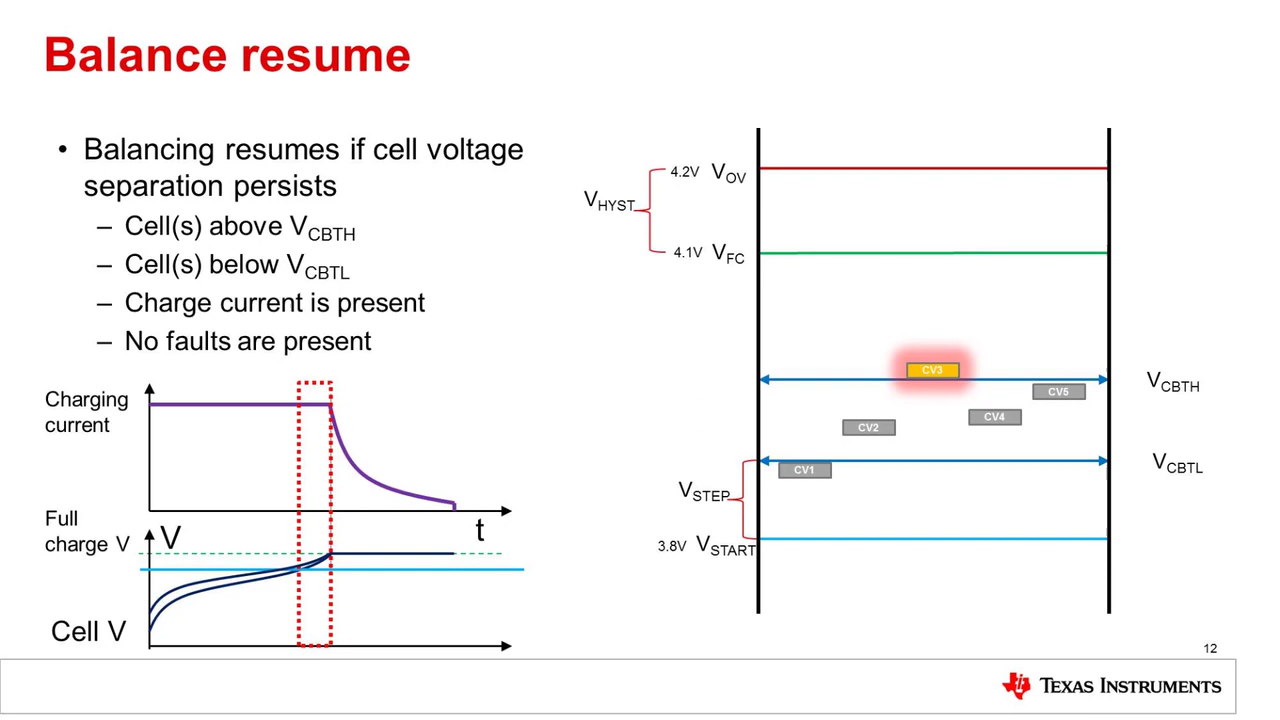 Balance resume
• Balancing resumes if cell voltage
separation persists
– Cell(s) above VCBTH
– Cell(s) below VCBTL
– Charge current is present
– No faults are present
Charging
current
t
Full
charge V
V
Cell V
4.2V VOV
VHYST
4.1V VFC
CV3
VCBTH
CV5
CV4
CV2
VCBTL
CV1
VSTEP
3.8V VSTART
12
TEXAS INSTRUMENTS